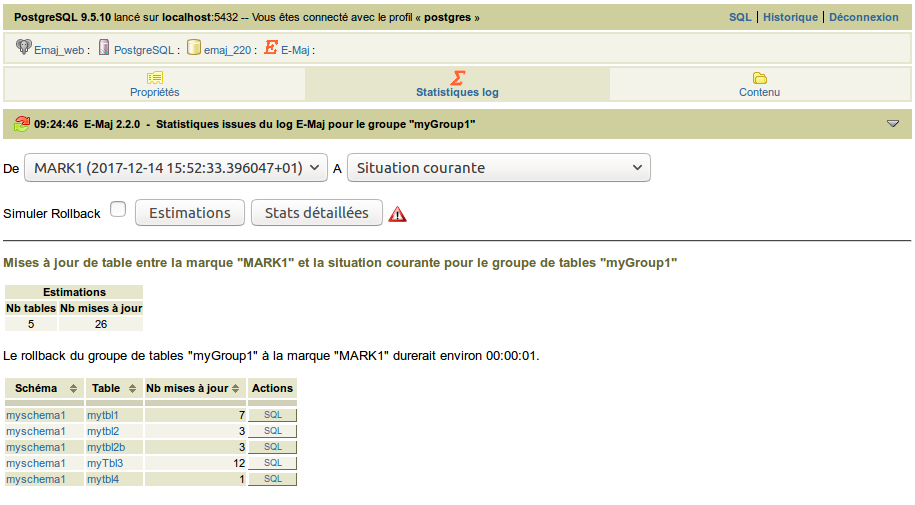 PostgreSQL 9.5.10 lancé sur localhost:5432 -- Vous êtes connecté avec le profil « postgres »
SQL | Historique | Déconnexion
Emaj_web : PostgreSQL : emaj_220 : E-Maj :
Propriétés Statistiques log Contenu
09:24:46 E-Maj 2.2.0 - Statistiques issues du log E-Maj pour le groupe "myGroup1"
De MARK1 (2017-12-14 15:52:33.396047+01) A Situation courante
Simuler Rollback Estimations Stats détaillées
Mises à jour de table entre la marque "MARK1" et la situation courante pour le groupe de tables "myGroup1"
Estimations
Nb tables Nb mises à jour
5 26
Le rollback du groupe de tables "myGroup1" à la marque "MARK1" durerait environ 00:00:01.
Schéma Table Nb mises à jour Actions
myschema1 mytbl1 7 SQL
myschema1 mytbl2 3 SQL
myschema1 mytbl2b 3 SQL
myschema1 myTbl3 12 SQL
myschema1 mytbl4 1 SQL